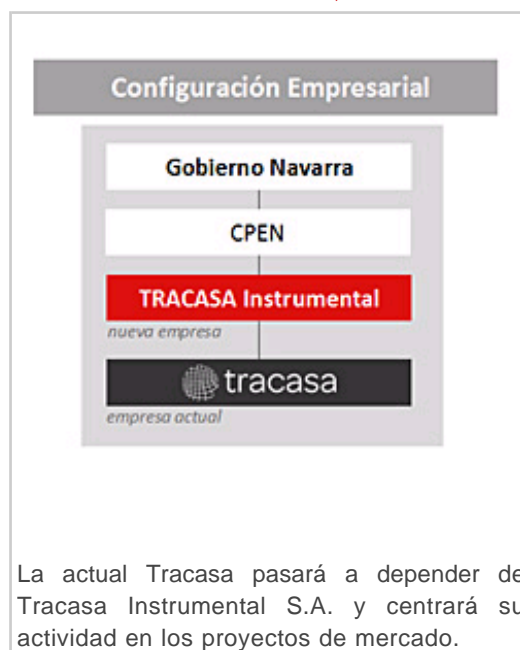 Configuración Empresarial
Gobierno Navarra
CPEN
TRACASA Instrumental
nueva empresa
tracasa
empresa actual
La actual Tracasa pasará a depender de
Tracasa Instrumental S.A. y centrará su
actividad en los proyectos de mercado.